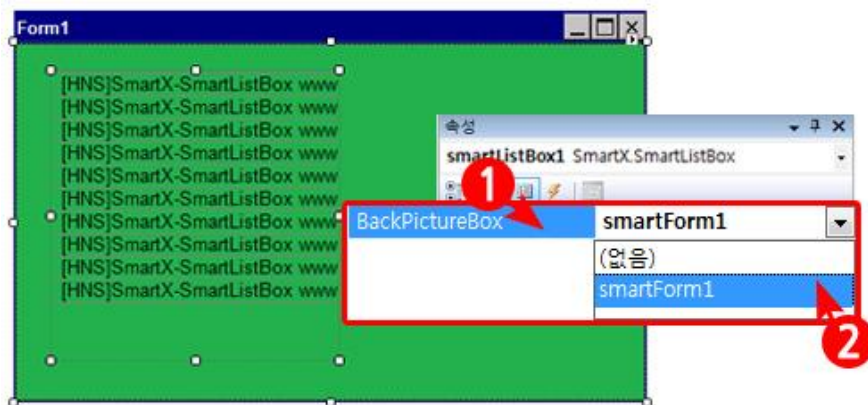 Form1
[HNS]SmartX-SmartListBox www
[HNS]SmartX-SmartListBox www
[HNS]SmartX-SmartListBox www
[HNS]SmartX-SmartListBox www
[HNS]SmartX-SmartListBox www
[HNS]SmartX-SmartListBox www
[HNS]SmartX-SmartListBox www
[HNS]SmartX-SmartListBox www
[HNS]SmartX-SmartListBox www
[HNS]SmartX-SmartListBox www
속성
smartListBox1 SmartX.SmartListBox
1
BackPictureBox smartForm1
(없음)
smartForm1
2